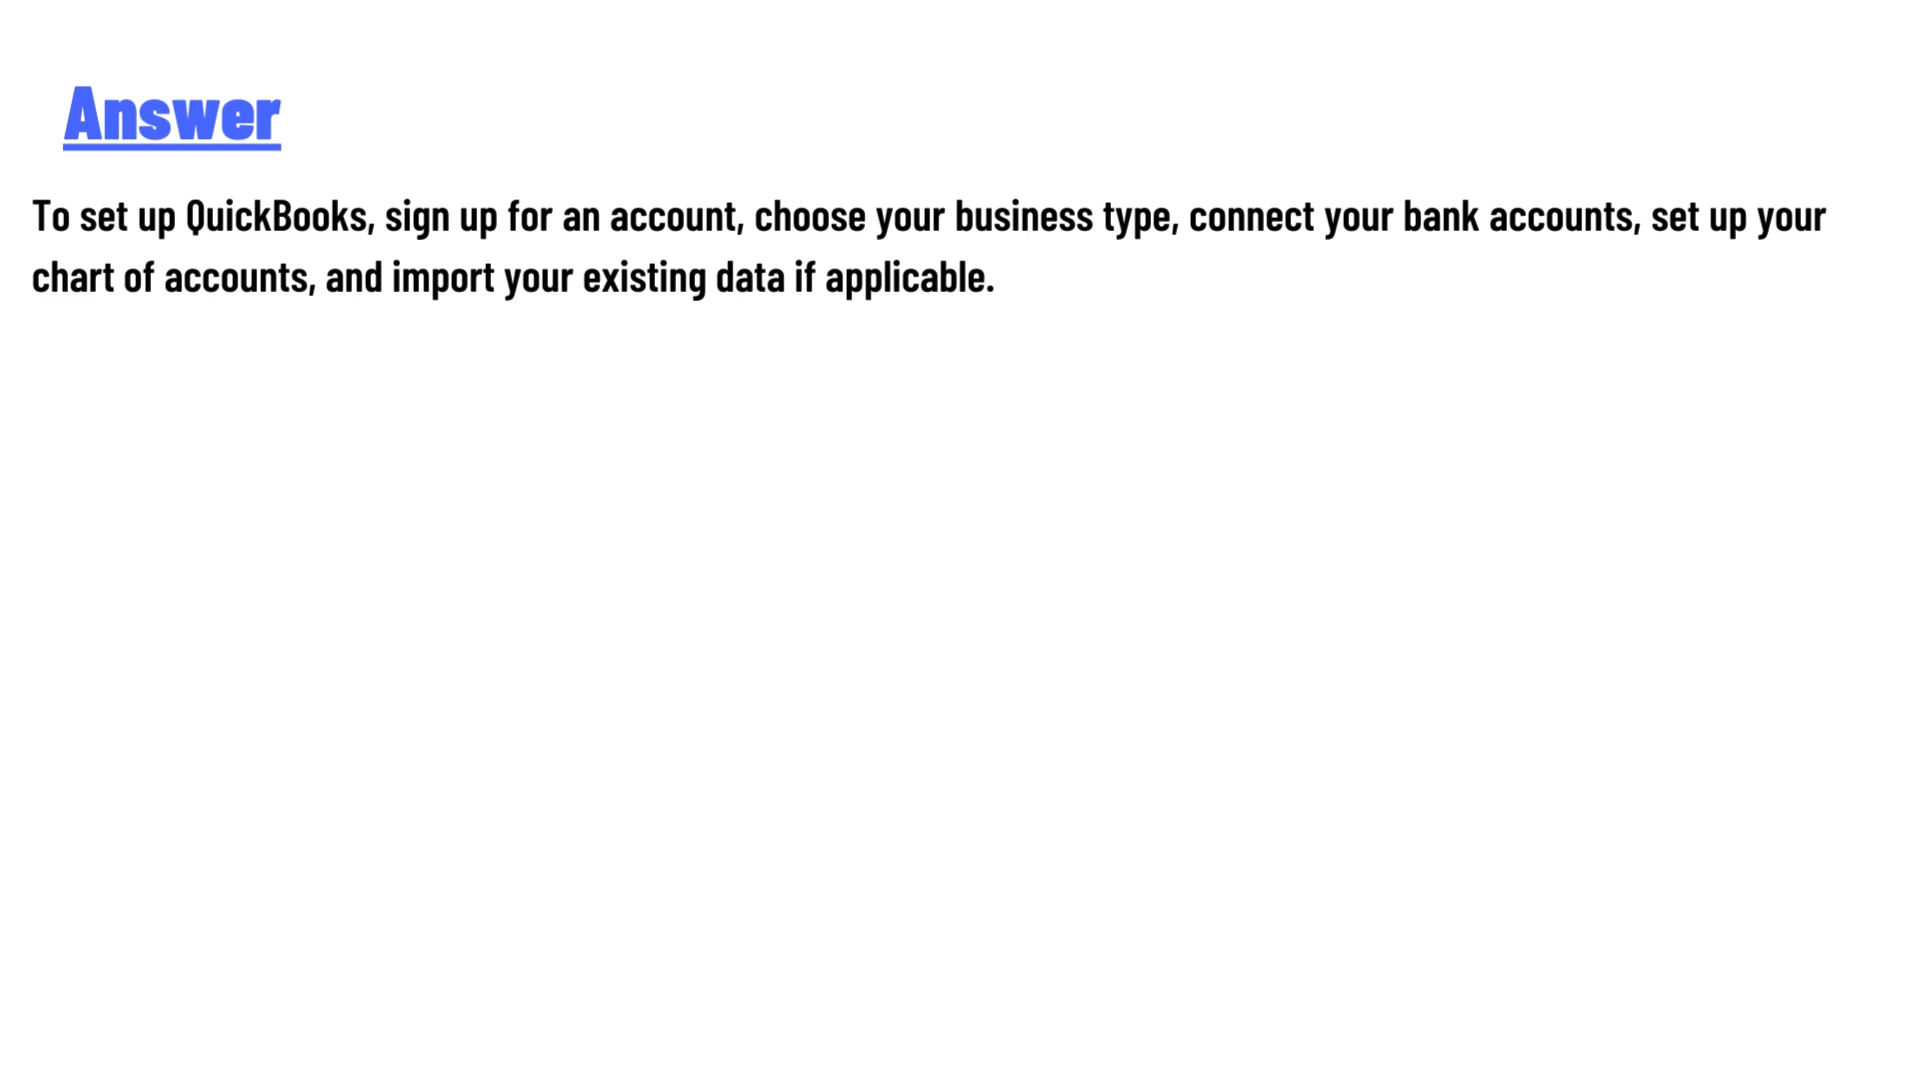 Answer
To set up QuickBooks, sign up for an account, choose your business type, connect your bank accounts, set up your
chart of accounts, and import your existing data if applicable.